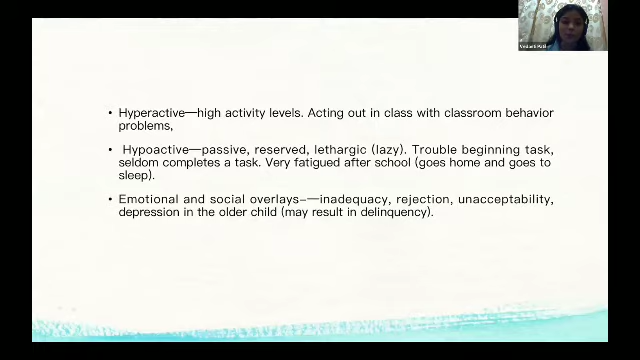 Vedanti Patil
• Hyperactive—high activity levels. Acting out in class with classroom behavior
problems,
• Hypoactive—passive, reserved, lethargic (lazy). Trouble beginning task,
seldom completes a task. Very fatigued after school (goes home and goes to
sleep).
• Emotional and social overlays-—inadequacy, rejection, unacceptability,
depression in the older child (may result in delinquency).